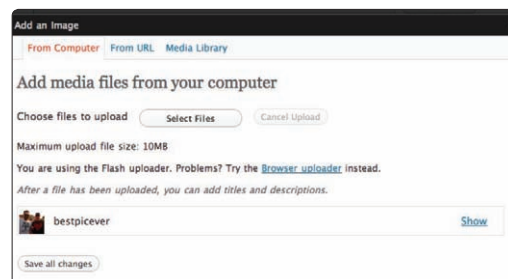 Add an Image
From Computer From URL Media Library
Add media files from your computer
Choose files to upload Select Files Cancel Upload
Maximum upload file size: 10MB
You are using the Flash uploader. Problems? Try the Browser uploader instead.
After a file has been uploaded, you can add titles and descriptions.
bestpicever Show
Save all changes